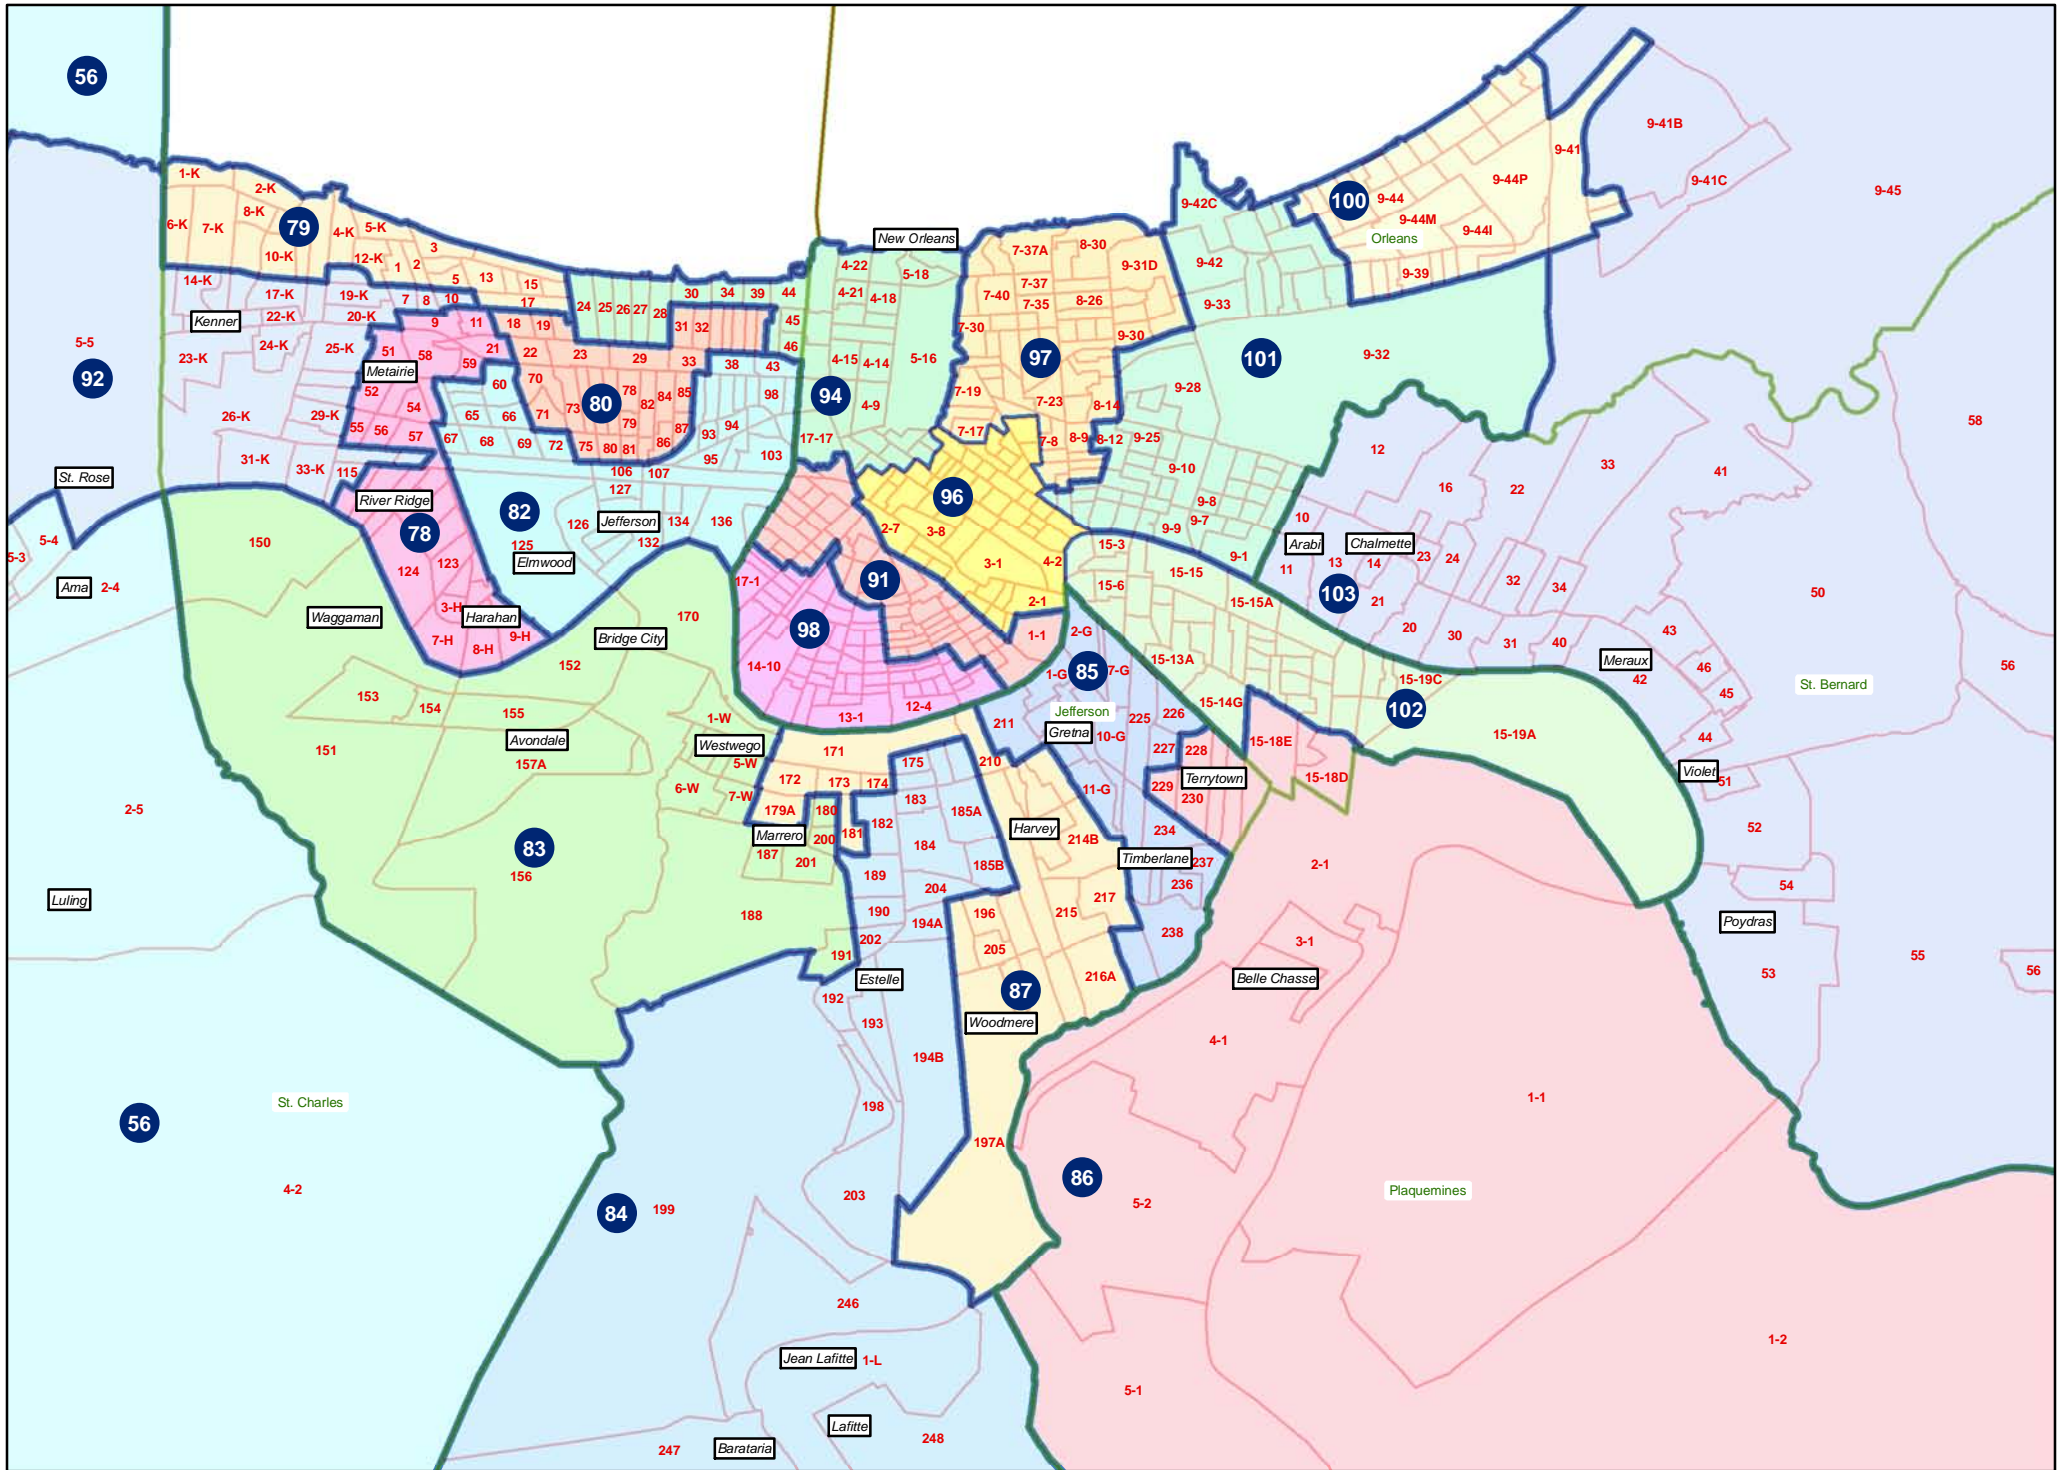 56
9-41B
9-41
1-K
2-K
9-44P
9-41C
9-45
8-K
79
6-K
7-K
4-K
5-K
3
9-42C
100
9-44
9-44M
9-44I
Orleans
New Orleans
7-37A
8-30
10-K
12-K
1
2
4-22
5-18
9-31D
9-42
9-39
14-K
5
13
15
17-K
19-K
7
8
10
17
30
34
39
44
4-21
4-18
7-37
7-40
7-35
8-26
9-33
Kenner
22-K
20-K
9
11
18
19
24
25
26
27
28
31
32
45
7-30
9-30
5-5
24-K
25-K
51
58
21
22
23
29
33
46
4-15
4-14
5-16
97
101
9-32
23-K
92
Metairie
59
38
43
52
60
70
78
84
85
98
94
7-19
9-28
26-K
29-K
54
65
66
71
73
80
82
79
87
93
94
4-9
7-23
8-14
58
55
56
57
67
68
69
72
75
80
81
86
17-17
7-17
7-8
8-9
8-12
9-25
12
31-K
33-K
115
106
107
95
103
9-10
33
41
St. Rose
River Ridge
127
96
16
22
82
126
Jefferson
134
136
2-7
3-8
9-8
9-7
9-9
10
78
5-4
5-3
150
125
132
Elmwood
15-3
9-1
Arabi
Chalmette
23
24
124
123
3-1
4-2
15-15
11
13
14
Ama
2-4
17-1
91
15-6
103
32
34
50
3-H
Harahan
2-1
15-15A
21
Waggaman
170
98
20
30
31
40
43
7-H
9-H
8-H
Bridge City
1-1
2-G
152
14-10
1-G
85
7-G
15-13A
Meraux
46
56
42
15-19C
45
St. Bernard
153
154
155
1-W
13-1
12-4
Jefferson
211
225
226
15-14G
102
44
151
Avondale
157A
Westwego
171
Gretna
10-G
227
228
15-18E
15-19A
5-W
175
210
172
173
174
229
Terrytown
15-18D
Violet
51
6-W
7-W
11-G
230
2-5
179A
180
183
185A
Marrero
181
182
Harvey
214B
234
52
83
156
187
200
201
184
Timberlane
237
2-1
Luling
189
185B
236
54
188
204
217
190
196
215
194A
238
Poydras
202
191
205
3-1
55
Estelle
216A
Belle Chasse
53
56
192
87
193
Woodmere
4-1
194B
St. Charles
56
198
1-1
197A
86
4-2
84
199
203
5-2
Plaquemines
246
1-2
Jean Lafitte
1-L
5-1
Lafitte
248
247
Barataria